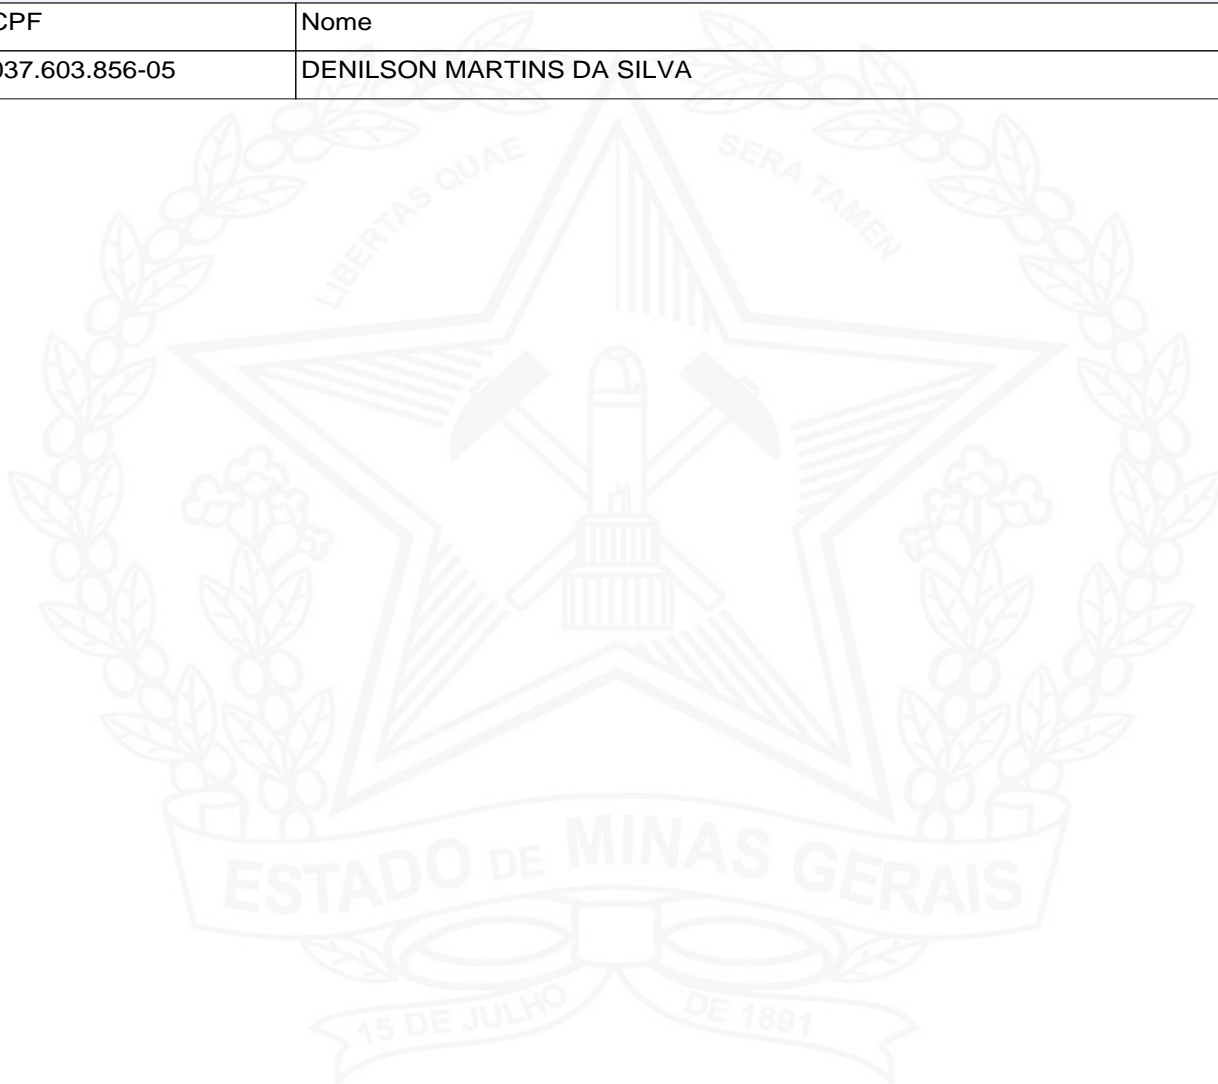 CPF Nome
037.603.856-05 DENILSON MARTINS DA SILVA
LIBERTAS QUAE SERA TAMEN
ESTADO DE MINAS GERAIS
15 DE JULHO DE 1891